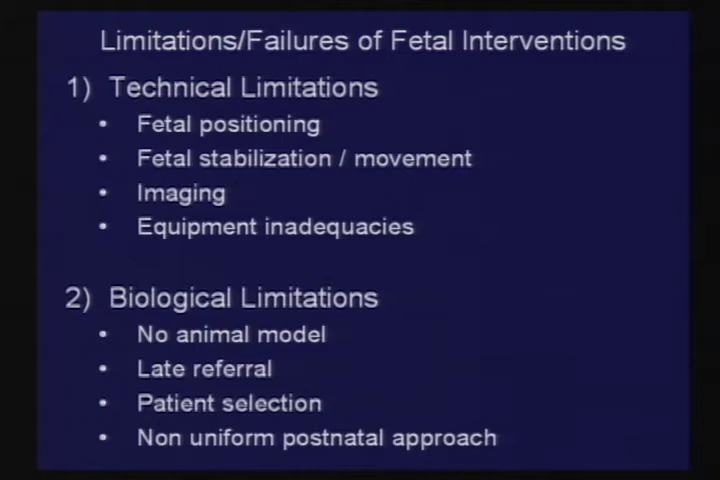 Limitations/Failures of Fetal Interventions
1) Technical Limitations
• Fetal positioning
• Fetal stabilization / movement
• Imaging
• Equipment inadequacies
2) Biological Limitations
• No animal model
• Late referral
• Patient selection
• Non uniform postnatal approach